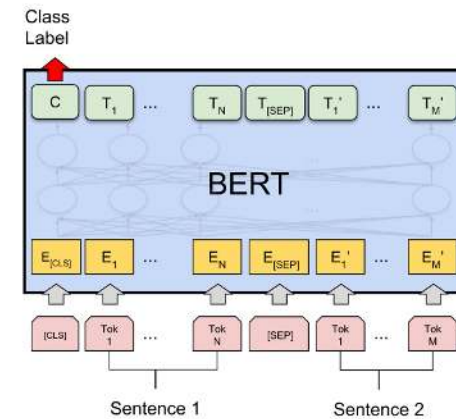 Class
Label
C T1 ... TN T[SEP] T1' ... TM'
BERT
E[CLS] E1 ... EN E[SEP] E1' ... EM'
[CLS] Tok 1 ... Tok N [SEP] Tok 1 ... Tok M
Sentence 1 Sentence 2